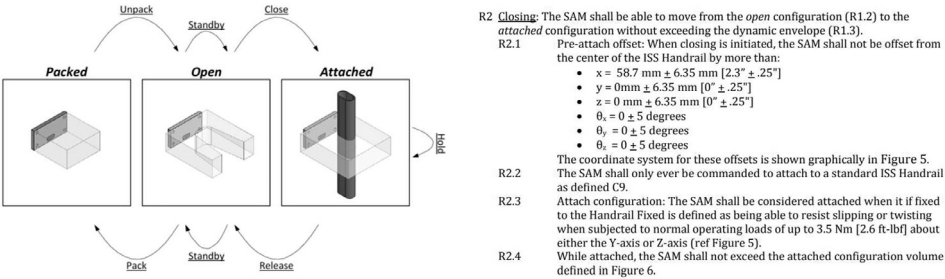 Unpack
Standby
Close
Packed
Open
Attached
Hold
Pack
Standby
Release
R2 Closing: The SAM shall be able to move from the open configuration (R1.2) to the
attached configuration without exceeding the dynamic envelope (R1.3).
R2.1 Pre-attach offset: When closing is initiated, the SAM shall not be offset from
the center of the ISS Handrail by more than:
• x = 58.7 mm ± 6.35 mm [2.3" ± .25"]
• y = 0mm ± 6.35 mm [0" ± .25"]
• z = 0 mm ± 6.35 mm [0" ± .25"]
• θx = 0 ± 5 degrees
• θy = 0 ± 5 degrees
• θz = 0 ± 5 degrees
The coordinate system for these offsets is shown graphically in Figure 5.
R2.2 The SAM shall only ever be commanded to attach to a standard ISS Handrail
as defined C9.
R2.3 Attach configuration: The SAM shall be considered attached when it if fixed
to the Handrail Fixed is defined as being able to resist slipping or twisting
when subjected to normal operating loads of up to 3.5 Nm [2.6 ft-lbf] about
either the Y-axis or Z-axis (ref Figure 5).
R2.4 While attached, the SAM shall not exceed the attached configuration volume
defined in Figure 6.